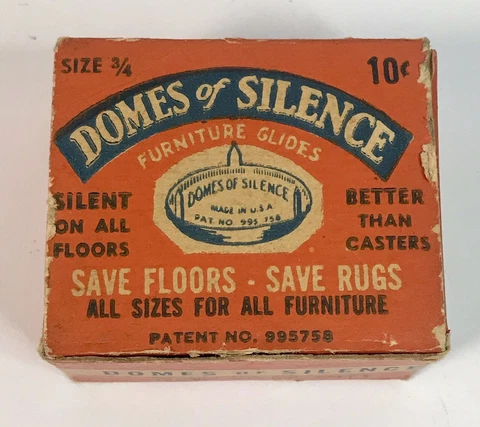 SIZE 3/4 10¢
DOMES of SILENCE
FURNITURE GLIDES
DOMES OF SILENCE
MADE IN U.S.A
PAT. NO. 995 758
SILENT
ON ALL
FLOORS
BETTER
THAN
CASTERS
SAVE FLOORS - SAVE RUGS
ALL SIZES FOR ALL FURNITURE
PATENT NO. 995758
DOMES OF SILENCE